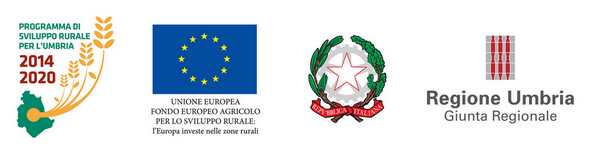 PROGRAMMA DI
SVILUPPO RURALE
PER L'UMBRIA
2014
2020
UNIONE EUROPEA
FONDO EUROPEO AGRICOLO
PER LO SVILUPPO RURALE:
l'Europa investe nelle zone rurali
REPVBBLICA ITALIANA
Regione Umbria
Giunta Regionale